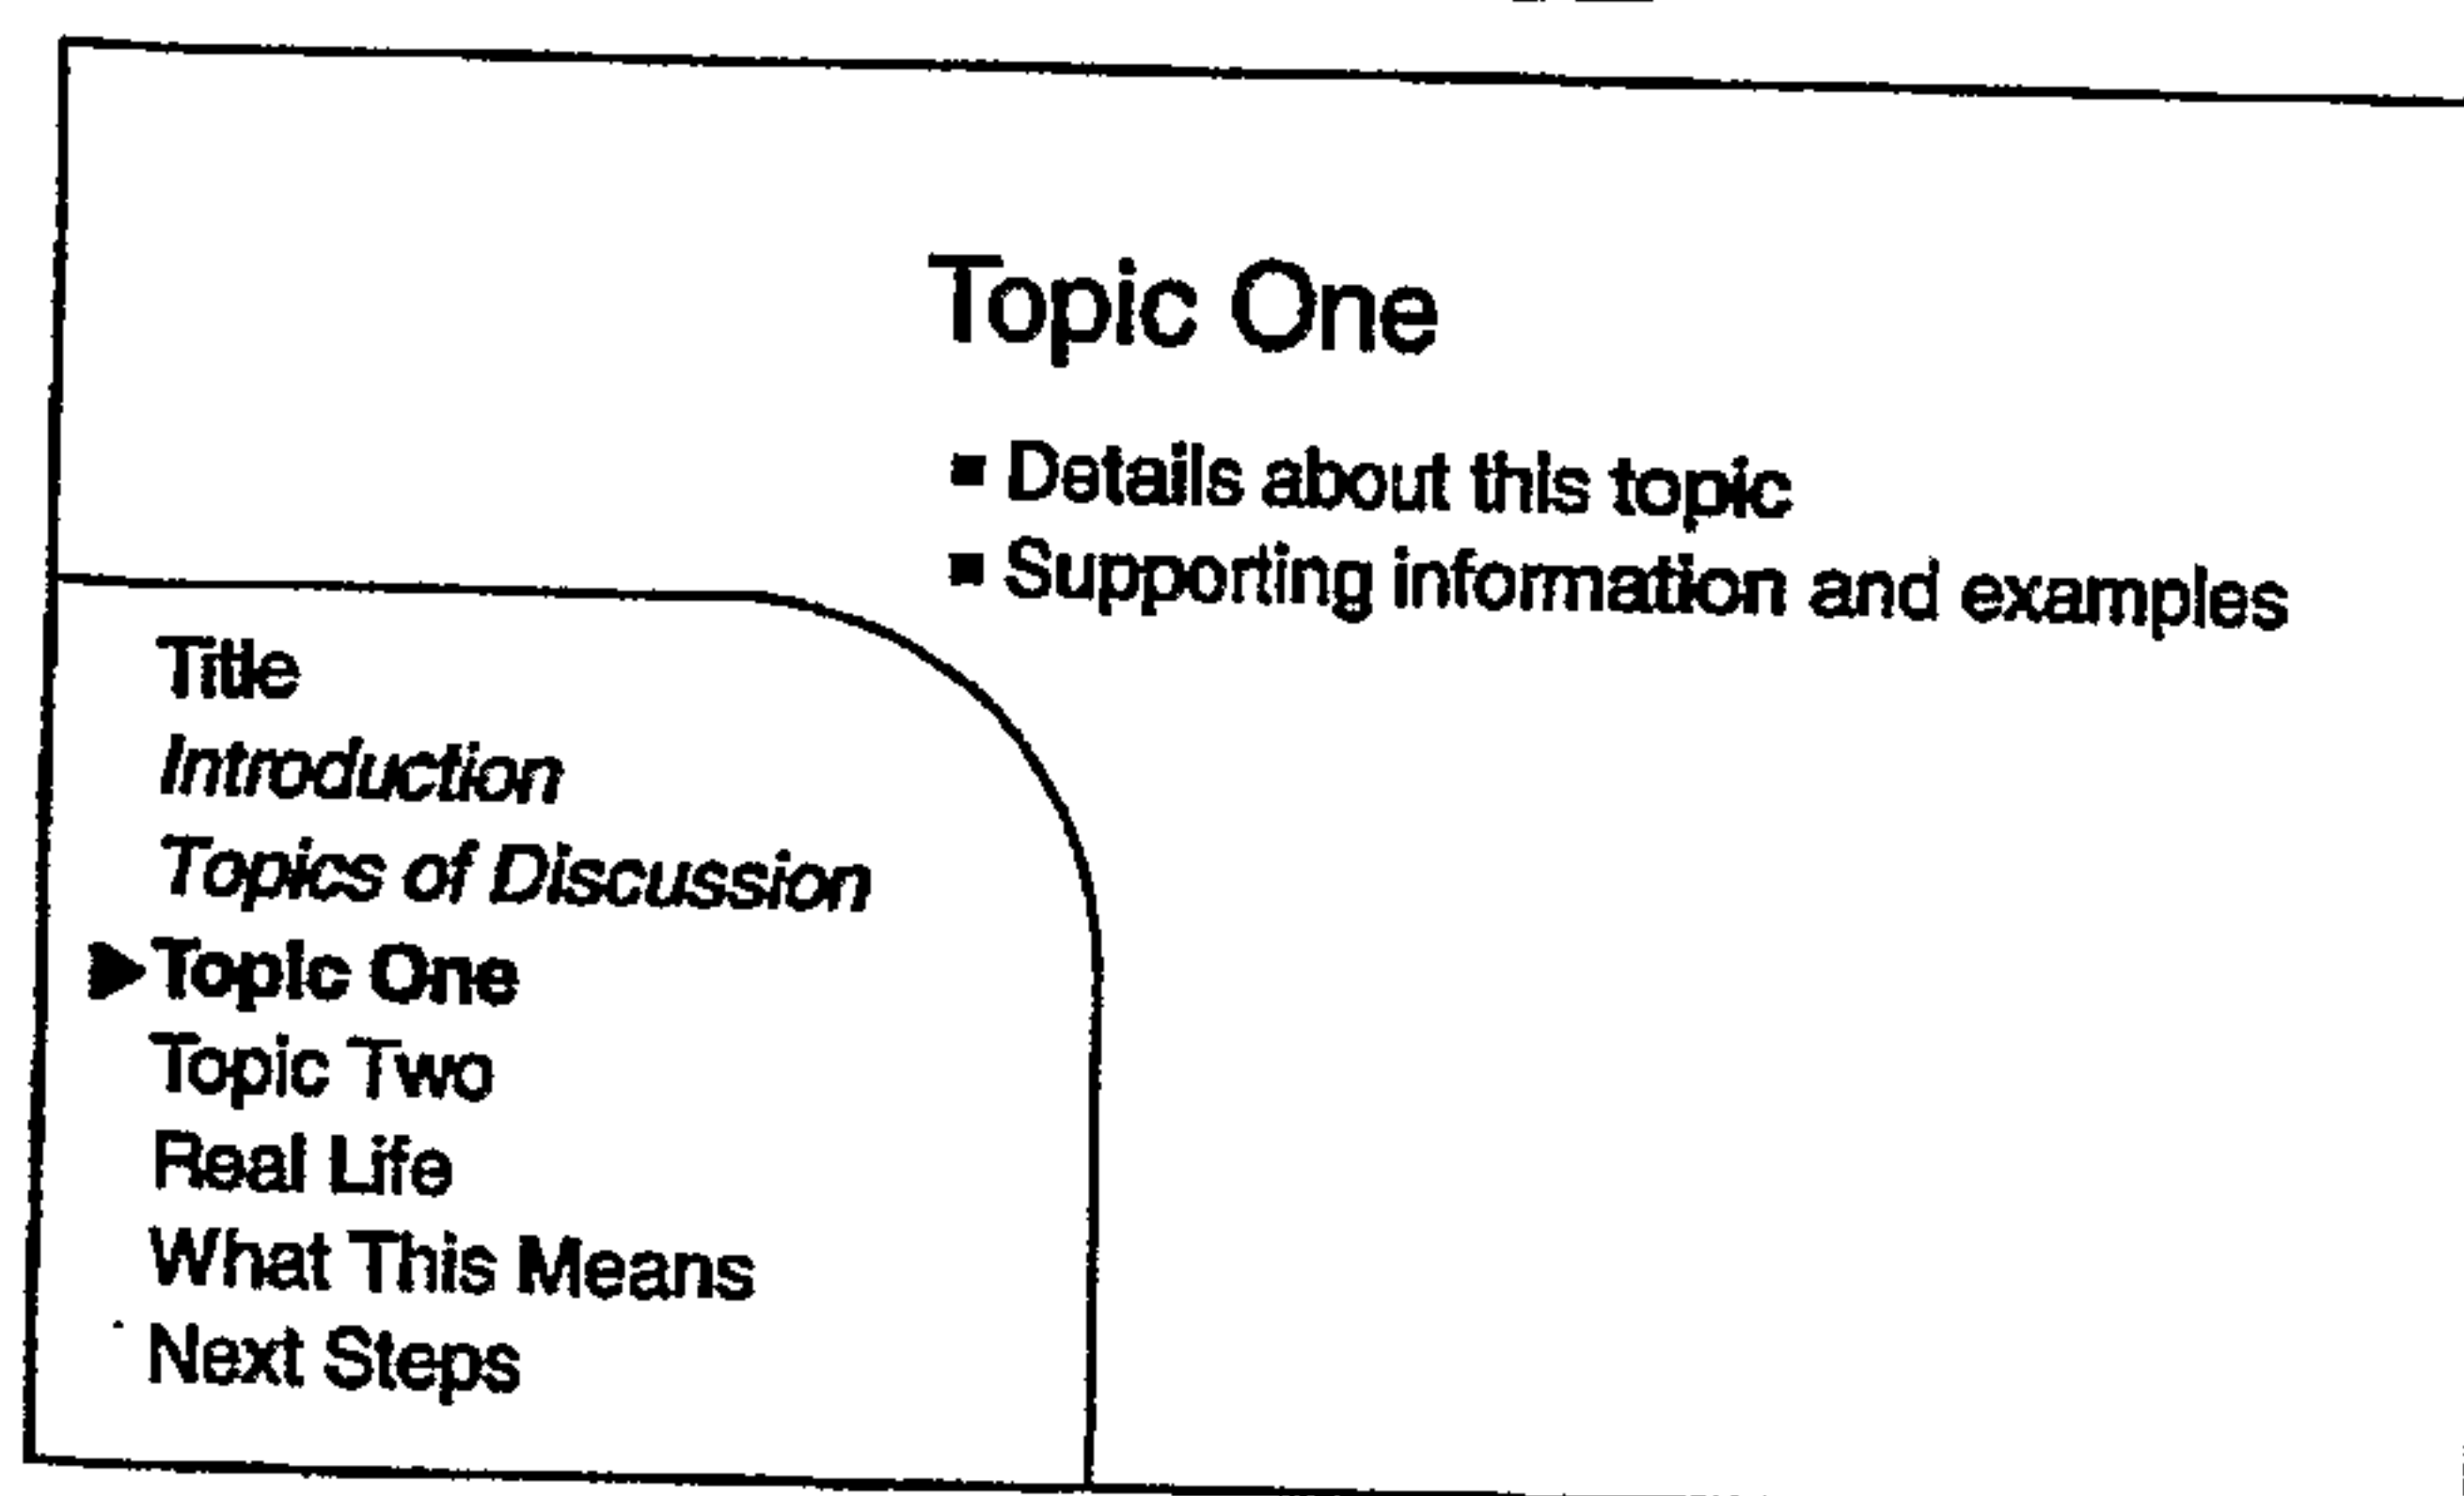 Topic One
▪ Details about this topic
▪ Supporting information and examples
Title
Introduction
Topics of Discussion
▶Topic One
Topic Two
Real Life
What This Means
Next Steps